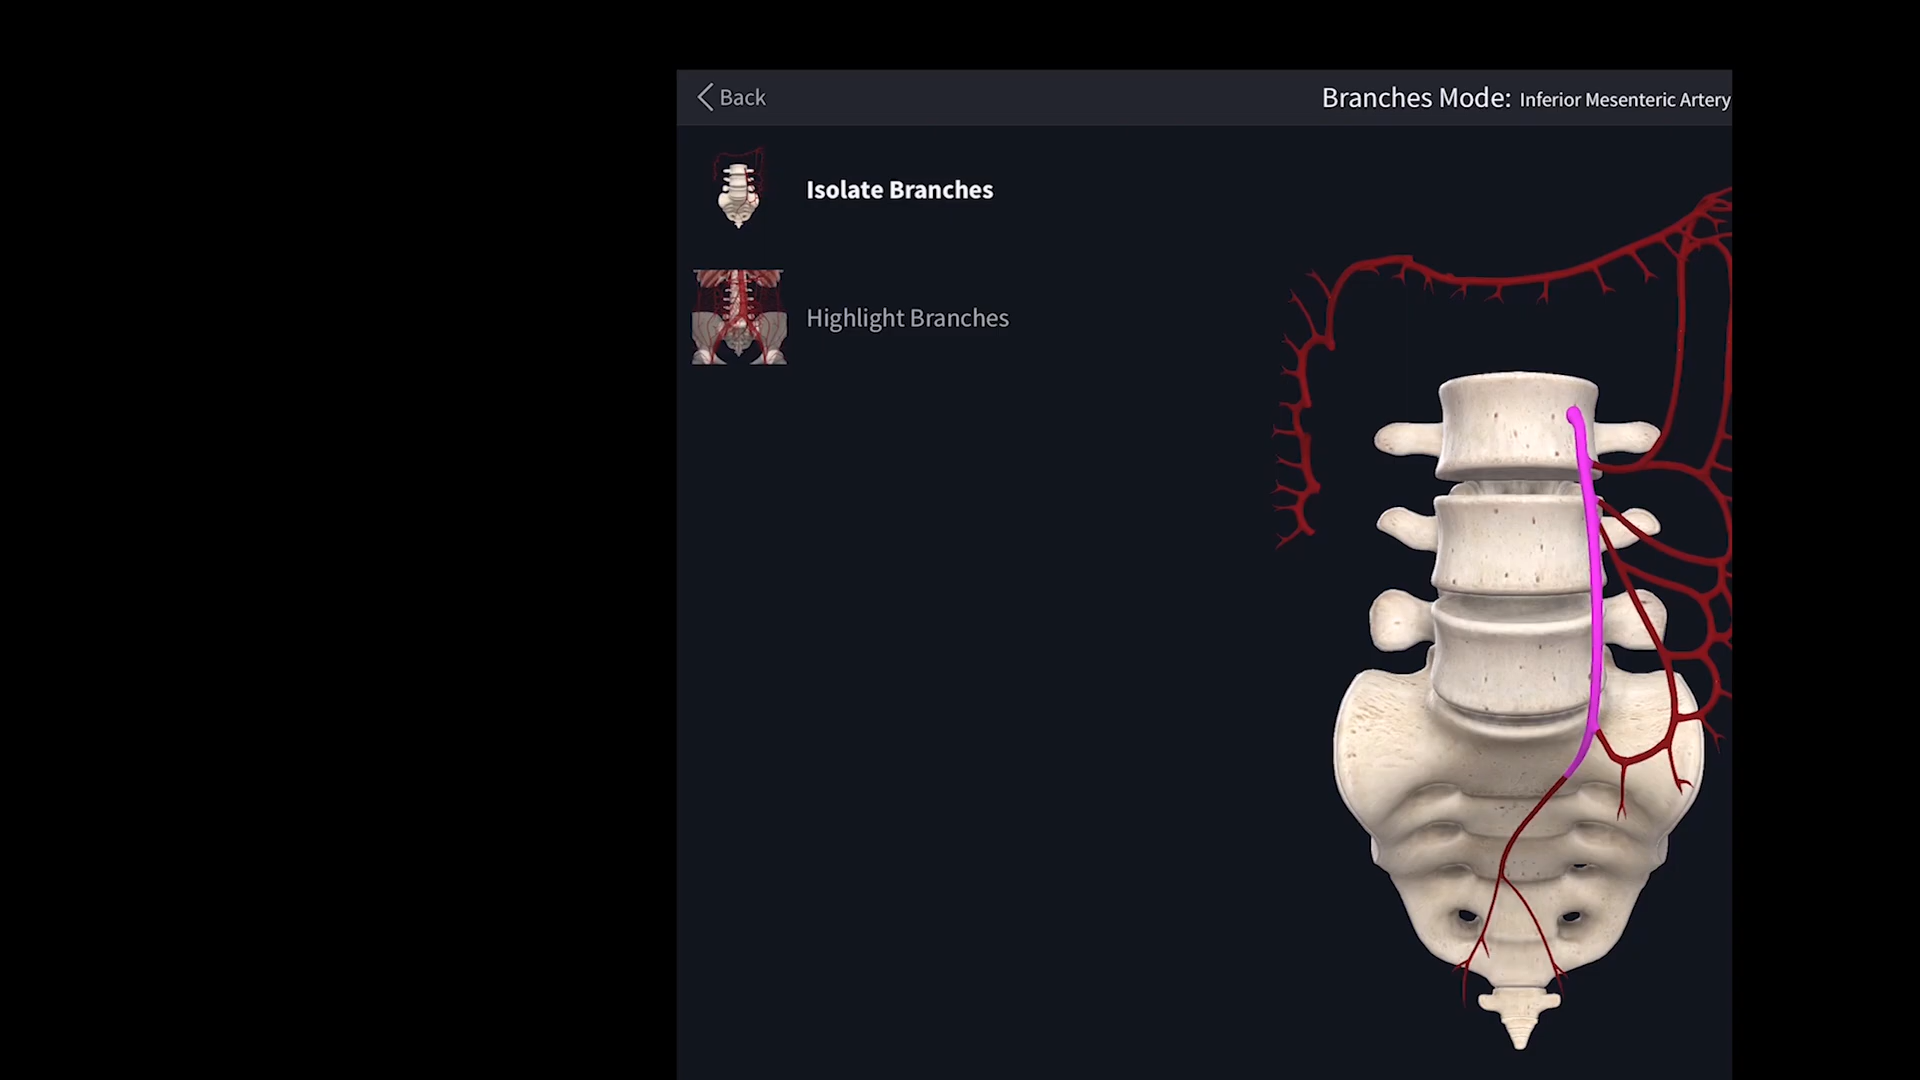 Back
Branches Mode: Inferior Mesenteric Artery
Isolate Branches
Highlight Branches